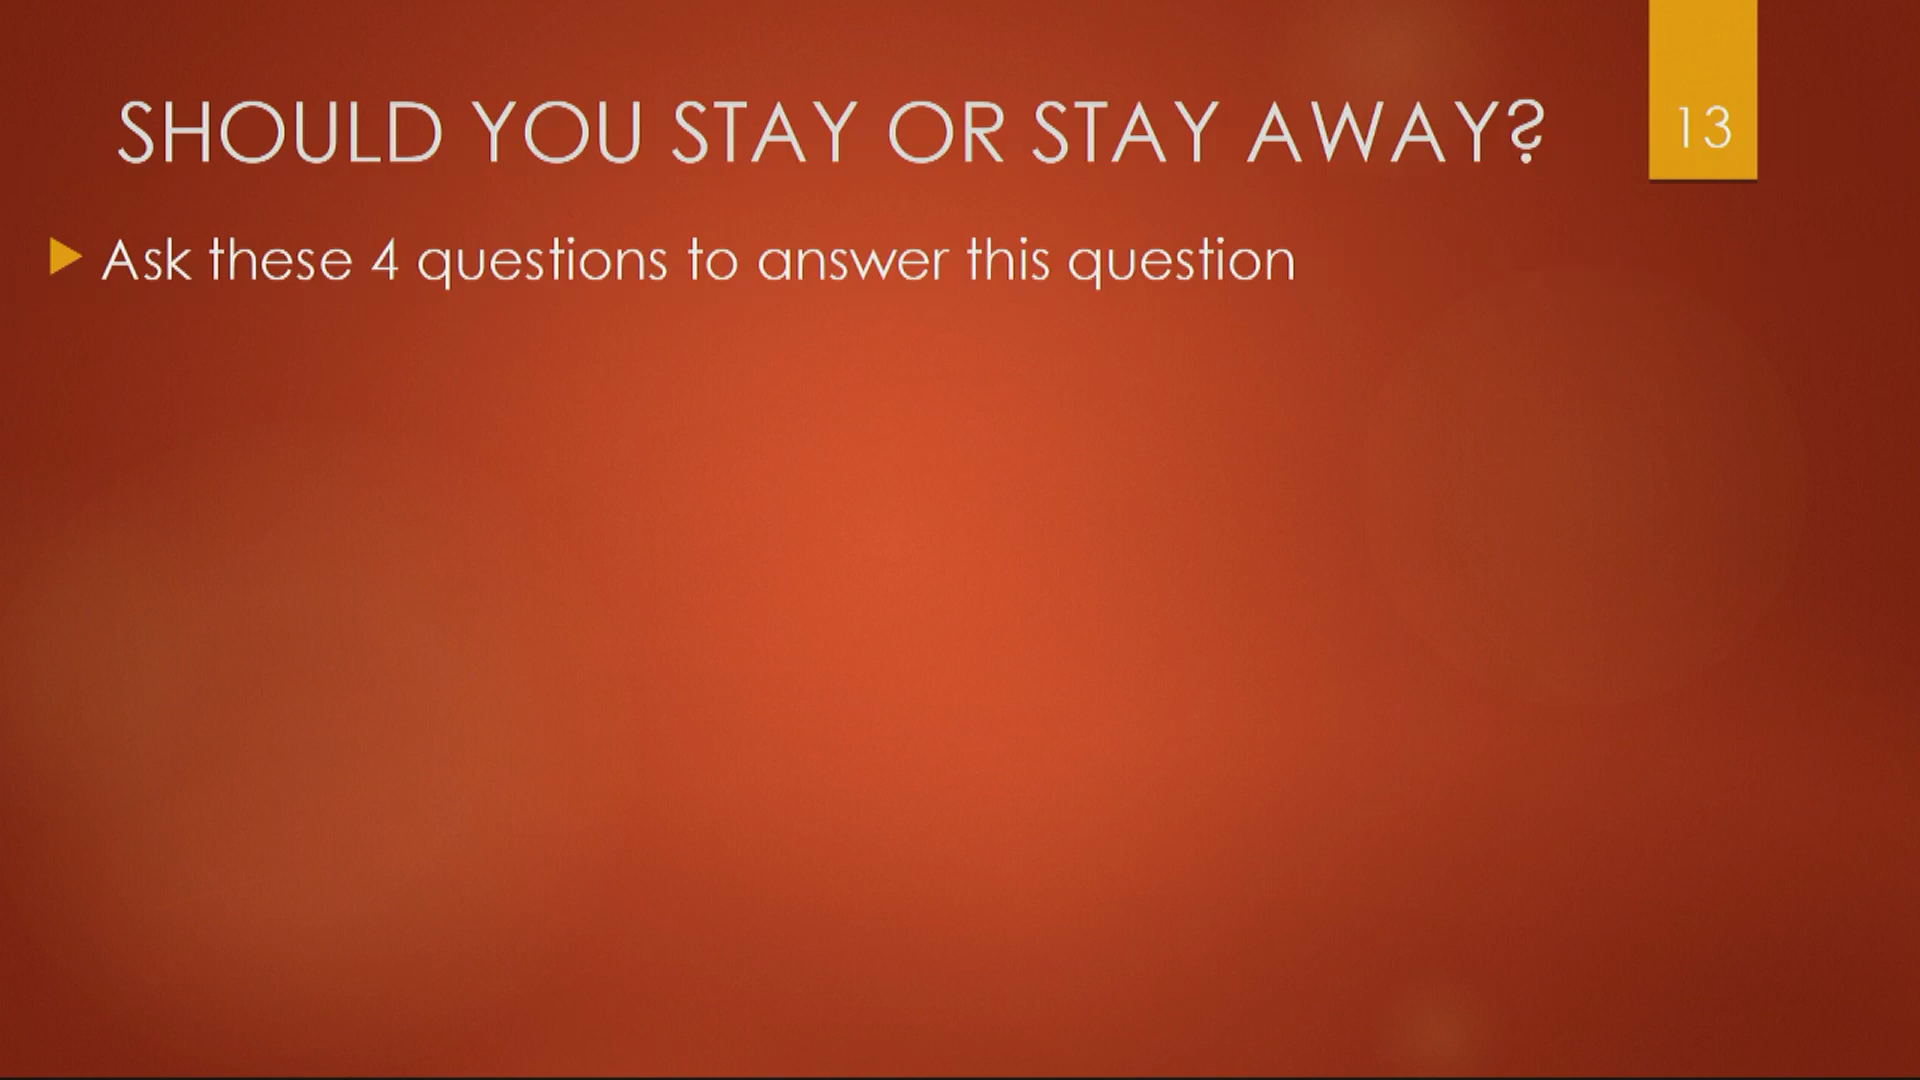 SHOULD YOU STAY OR STAY AWAY?
13
Ask these 4 questions to answer this question